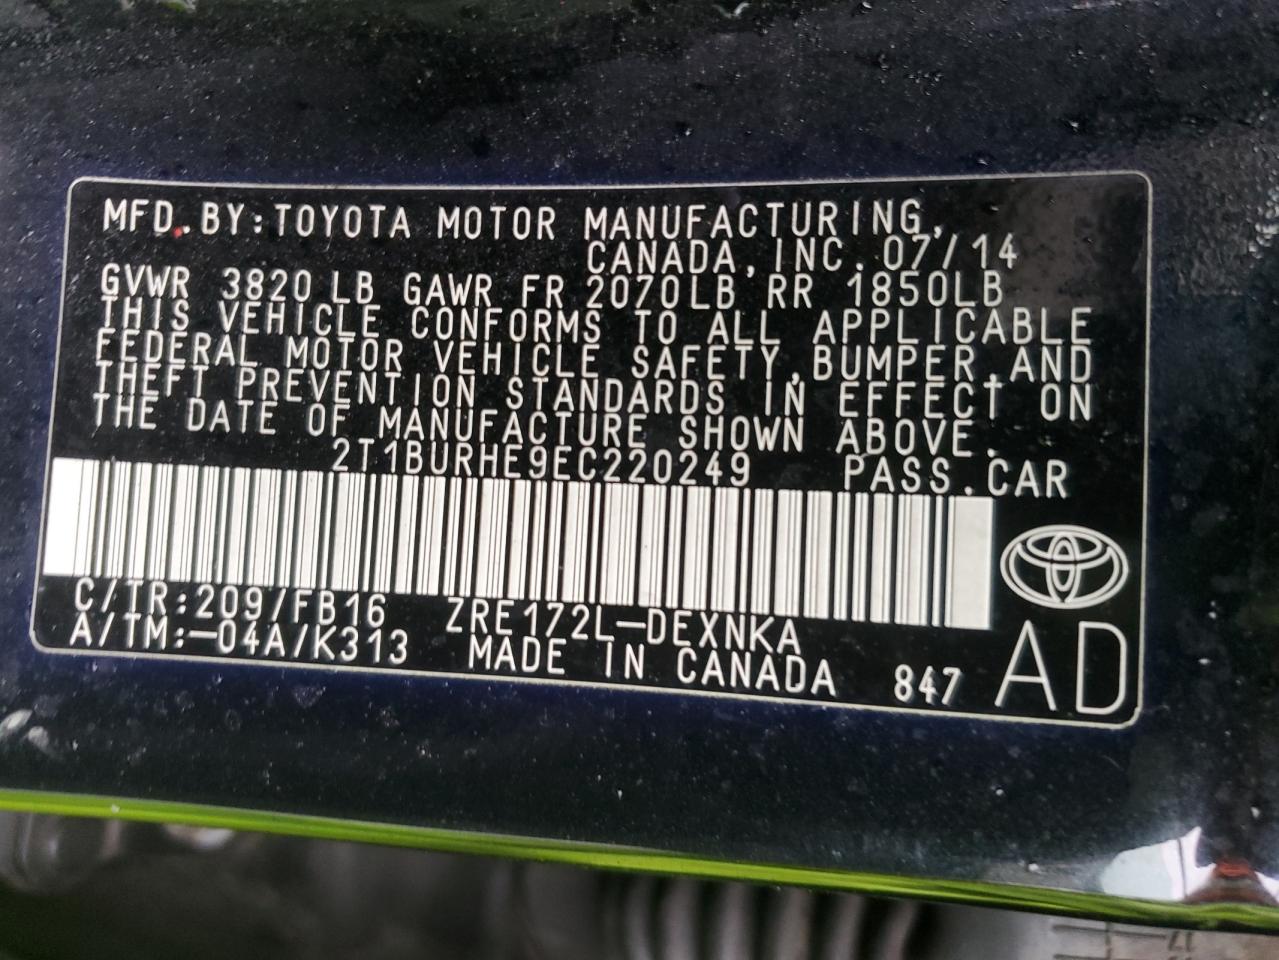 MFD.BY:TOYOTA MOTOR MANUFACTURING,
CANADA,INC.07/14
GVWR 3820 LB GAWR FR 2070LB RR 1850LB
THIS VEHICLE CONFORMS TO ALL APPLICABLE
FEDERAL MOTOR VEHICLE SAFETY,BUMPER,AND
THEFT PREVENTION STANDARDS IN EFFECT ON
THE DATE OF MANUFACTURE SHOWN ABOVE.
2T1BURHE9EC220249 PASS.CAR
C/TR:209/FB16 ZRE172L-DEXNKA
A/TM:-04A/K313 MADE IN CANADA 847 AD